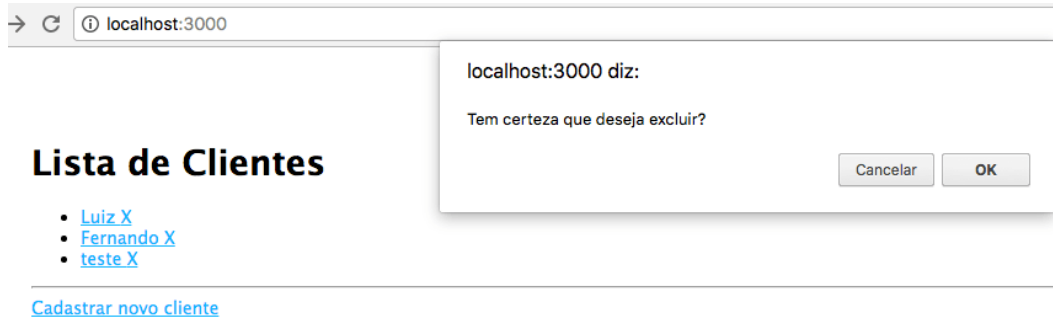 localhost:3000
localhost:3000 diz:
Tem certeza que deseja excluir?
Cancelar OK
Lista de Clientes
Luiz X
Fernando X
teste X
Cadastrar novo cliente